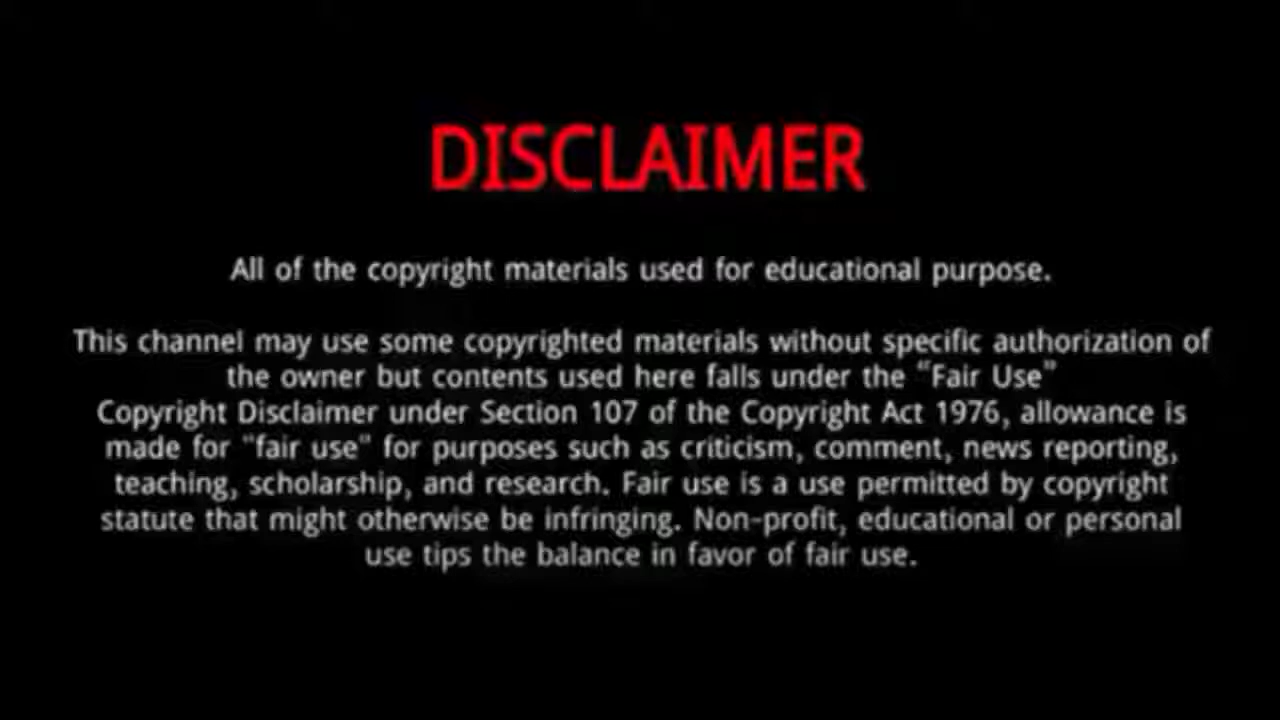 DISCLAIMER
All of the copyright materials used for educational purpose.
This channel may use some copyrighted materials without specific authorization of
the owner but contents used here falls under the “Fair Use”
Copyright Disclaimer under Section 107 of the Copyright Act 1976, allowance is
made for "fair use" for purposes such as criticism, comment, news reporting,
teaching, scholarship, and research. Fair use is a use permitted by copyright
statute that might otherwise be infringing. Non-profit, educational or personal
use tips the balance in favor of fair use.